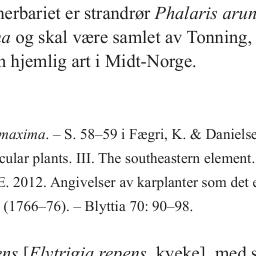 herbariet er strandrør Phalaris arun
a og skal være samlet av Tonning,
n hjemlig art i Midt-Norge.
maxima. – S. 58–59 i Fægri, K. & Danielse
cular plants. III. The southeastern element.
E. 2012. Angivelser av karplanter som det e
(1766–76). – Blyttia 70: 90–98.
ens [Elytrigia repens, kveke], med s